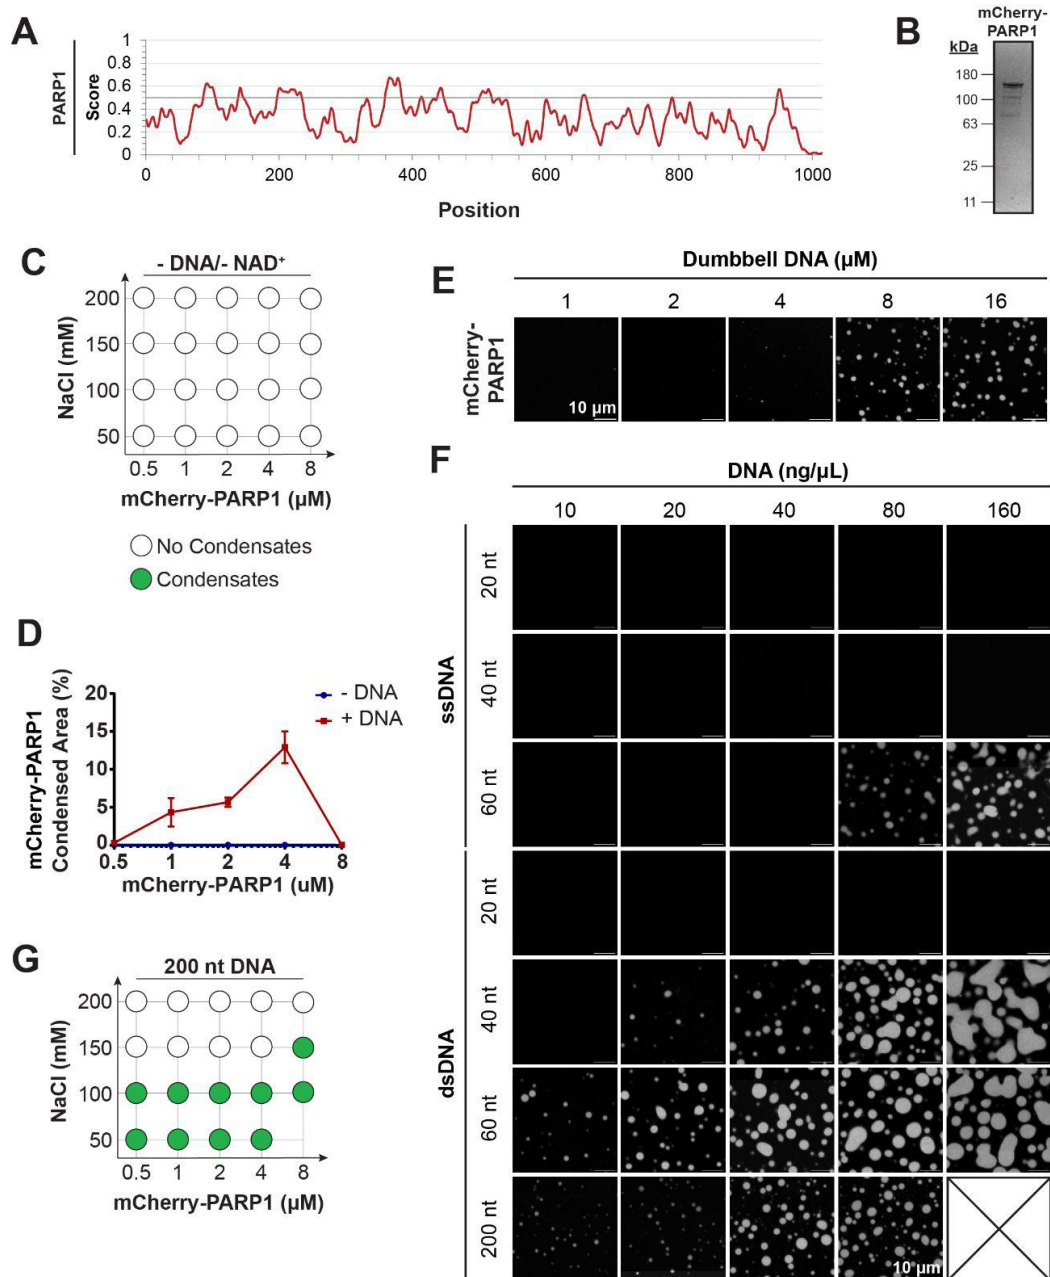 A
PARP1
Score
1
0.8
0.6
0.4
0.2
0
0
200
400
600
800
1000
Position
B
mCherry-
PARP1
kDa
180
100
63
25
11
C
- DNA/- NAD⁺
NaCl (mM)
200
150
100
50
0.5
1
2
4
8
mCherry-PARP1 (µM)
No Condensates
Condensates
D
mCherry-PARP1
Condensed Area (%)
20
15
10
5
0
0.5
1
2
4
8
mCherry-PARP1 (uM)
- DNA
+ DNA
E
Dumbbell DNA (µM)
1
2
4
8
16
mCherry-
PARP1
10 µm
F
DNA (ng/µL)
10
20
40
80
160
ssDNA
20 nt
40 nt
60 nt
dsDNA
20 nt
40 nt
60 nt
200 nt
10 µm
G
200 nt DNA
NaCl (mM)
200
150
100
50
0.5
1
2
4
8
mCherry-PARP1 (µM)